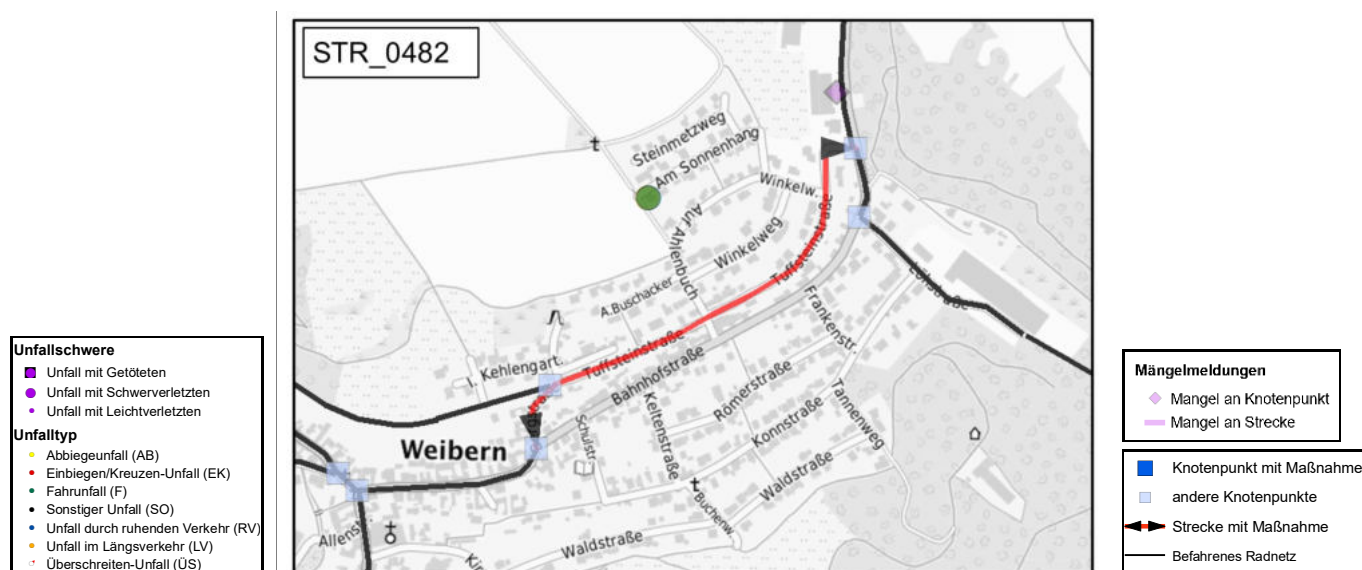 STR_0482
Steinmetzweg
Am Sonnenhang
Winkelw.
Auf Ahlenbuch
Winkelweg
Tuffsteinstraße
A.Buschacker
Löhstraße
Frankenstr.
I. Kehlengart.
Tuffsteinstraße
Bahnhofstraße
Römerstraße
Tannenweg
Keltenstraße
Konnstraße
Schulstr.
Weibern
Waldstraße
Buchenw.
Allenst
Waldstraße
Unfallschwere
Unfall mit Getöteten
Unfall mit Schwerverletzten
Unfall mit Leichtverletzten
Unfalltyp
Abbiegeunfall (AB)
Einbiegen/Kreuzen-Unfall (EK)
Fahrunfall (F)
Sonstiger Unfall (SO)
Unfall durch ruhenden Verkehr (RV)
Unfall im Längsverkehr (LV)
Überschreiten-Unfall (ÜS)
Mängelmeldungen
Mangel an Knotenpunkt
Mangel an Strecke
Knotenpunkt mit Maßnahme
andere Knotenpunkte
Strecke mit Maßnahme
Befahrenes Radnetz